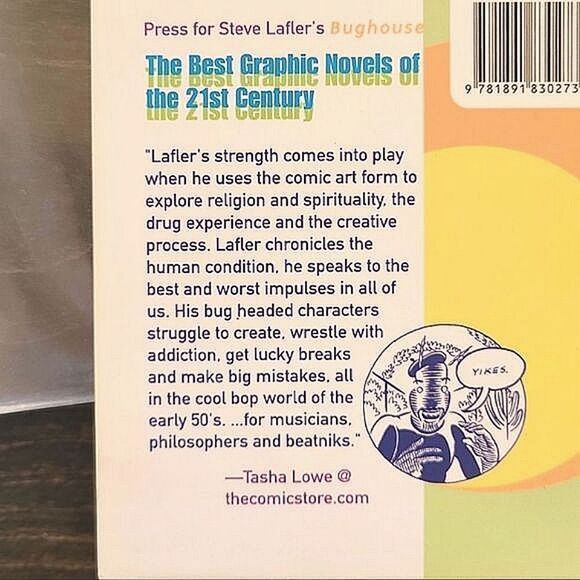 Press for Steve Lafler's Bughouse
The Best Graphic Novels of
the 21st Century
"Lafler's strength comes into play
when he uses the comic art form to
explore religion and spirituality, the
drug experience and the creative
process. Lafler chronicles the
human condition, he speaks to the
best and worst impulses in all of
us. His bug headed characters
struggle to create, wrestle with
addiction, get lucky breaks
and make big mistakes, all
in the cool bop world of the
early 50's. ...for musicians,
philosophers and beatniks."
—Tasha Lowe @
thecomicstore.com
YIKES.
9 781891 830273